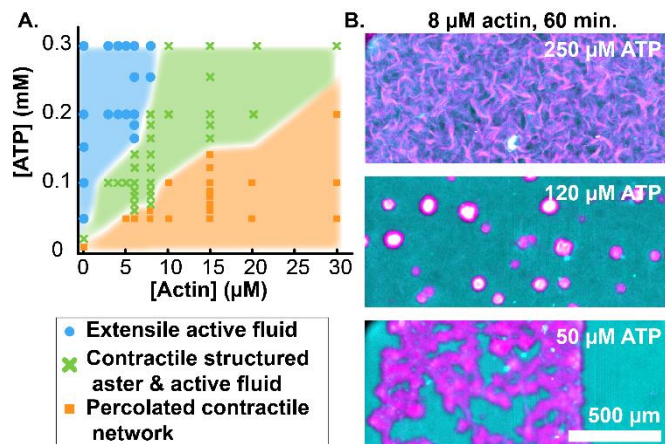 A.
[ATP] (mM)
0.3
0.2
0.1
0
0
5
10
15
20
25
30
[Actin] (µM)
Extensile active fluid
Contractile structured
aster & active fluid
Percolated contractile
network
B.
8 µM actin, 60 min.
250 µM ATP
120 µM ATP
50 µM ATP
500 µm